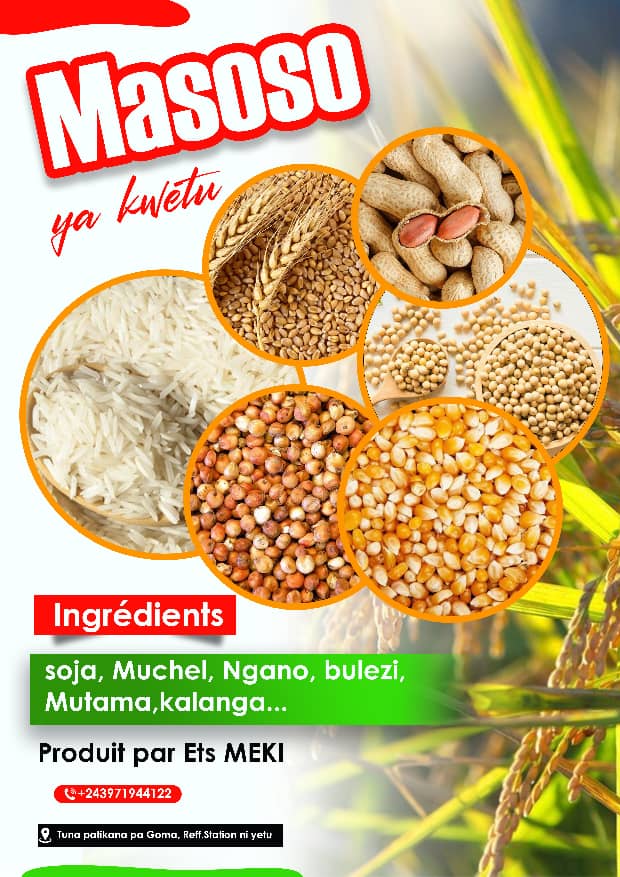 Masoso
ya kwetu
Ingrédients
soja, Muchel, Ngano, bulezi,
Mutama,kalanga...
Produit par Ets MEKI
+243971944122
Tuna patikana pa Goma, Reff.Station ni yetu